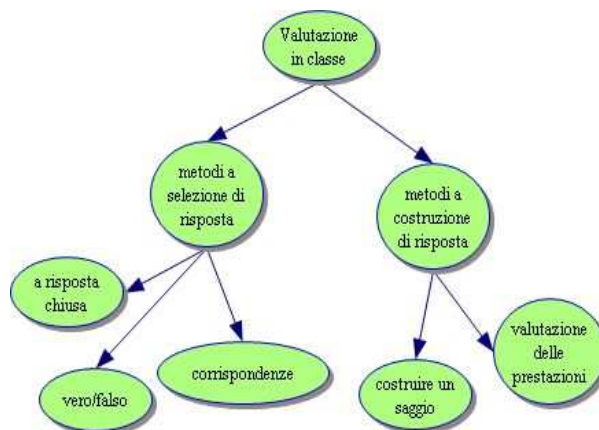 Valutazione
in classe
metodi a
selezione di
risposta
metodi a
costruzione
di risposta
a risposta
chiusa
vero/falso
corrispondenze
costruire un
saggio
valutazione
delle
prestazioni